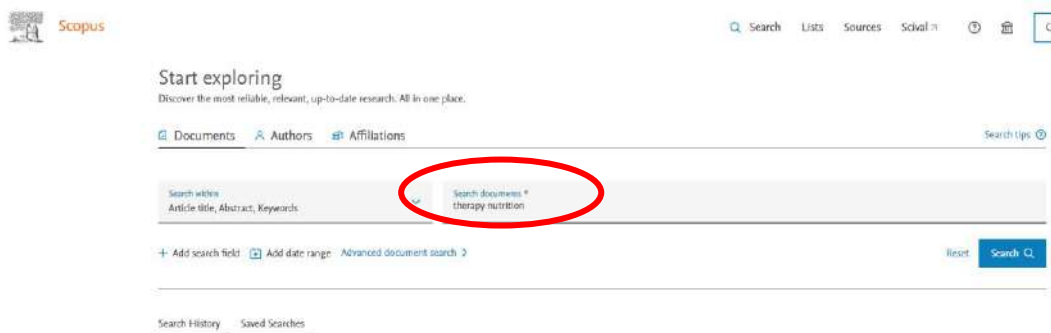 Scopus
Search Lists Sources Scival
Start exploring
Discover the most reliable, relevant, up-to-date research. All in one place.
Documents Authors Affiliations
Search tips
Search within
Article title, Abstract, Keywords
Search documents *
therapy nutrition
+ Add search field Add date range Advanced document search >
Reset Search
Search History Saved Searches